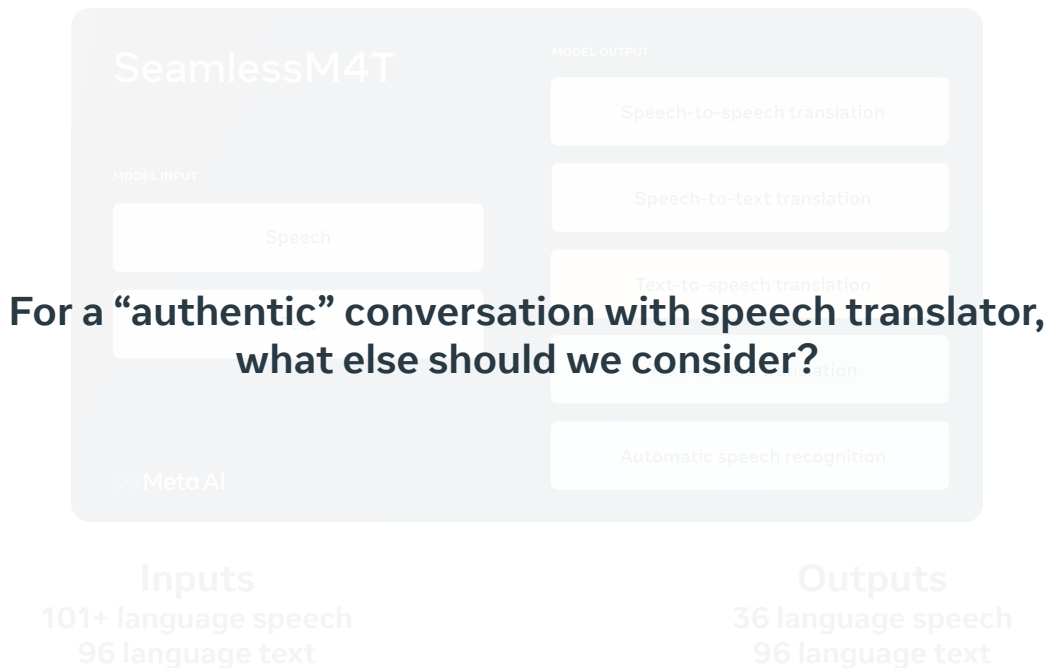 SeamlessM4T
MODEL INPUT
Speech
MODEL OUTPUT
Speech-to-speech translation
Speech-to-text translation
Text-to-speech translation
Automatic speech recognition
For a “authentic” conversation with speech translator,
what else should we consider?
Meta AI
Inputs
101+ language speech
96 language text
Outputs
36 language speech
96 language text